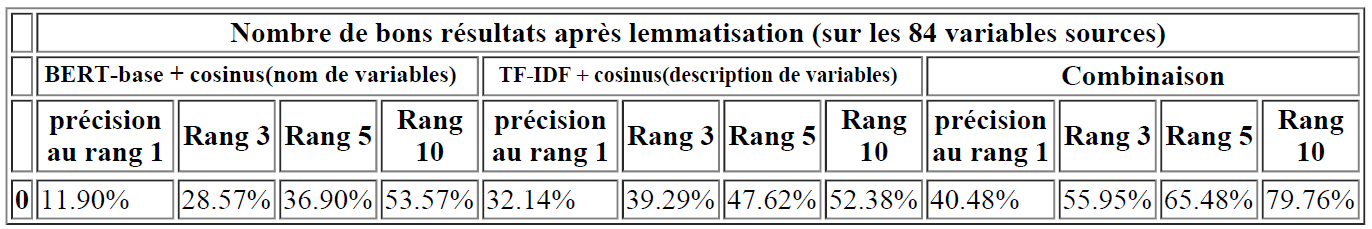 Nombre de bons résultats après lemmatisation (sur les 84 variables sources)
BERT-base + cosinus(nom de variables) TF-IDF + cosinus(description de variables) Combinaison
précision au rang 1 Rang 3 Rang 5 Rang 10 précision au rang 1 Rang 3 Rang 5 Rang 10 précision au rang 1 Rang 3 Rang 5 Rang 10
0 11.90% 28.57% 36.90% 53.57% 32.14% 39.29% 47.62% 52.38% 40.48% 55.95% 65.48% 79.76%